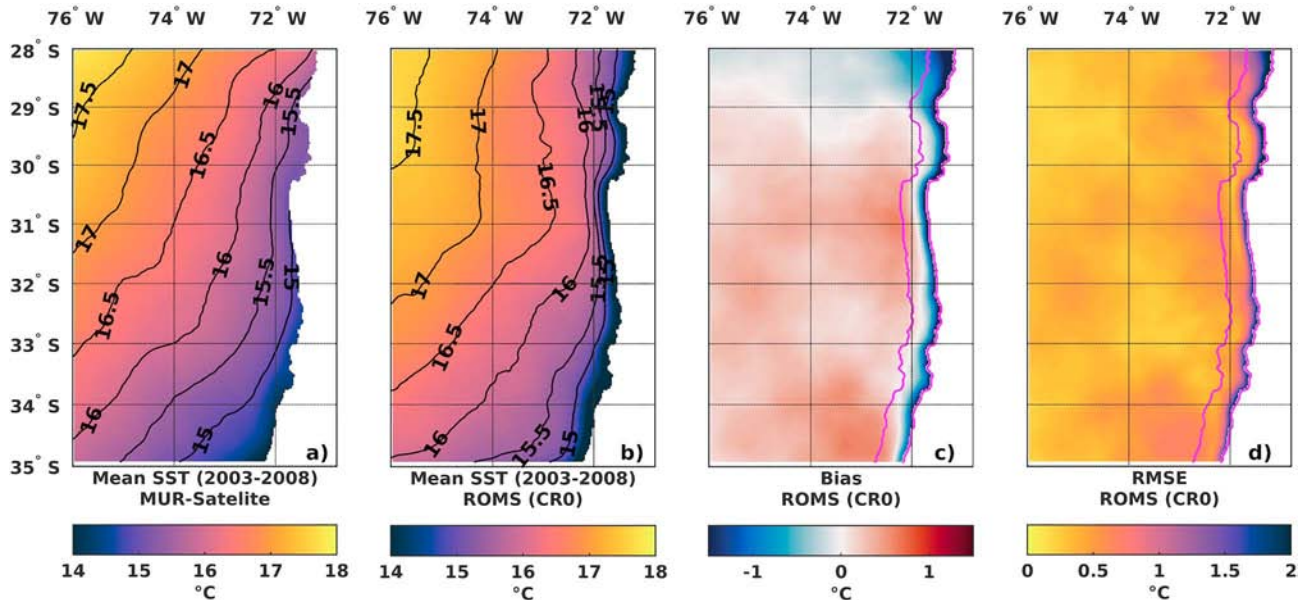 76° W 74° W 72° W 76° W 74° W 72° W 76° W 74° W 72° W 76° W 74° W 72° W
28° S
29° S
30° S
31° S
32° S
33° S
34° S
35° S
17.5 17 16 15.5 16.5 17 16 15.5 15 16.5 16 15
17.5 17 16 15.5 16.5 17 16 15.5 16.5 16 15.5 15
a) b) c) d)
Mean SST (2003-2008) Mean SST (2003-2008) Bias RMSE
MUR-Satelite ROMS (CR0) ROMS (CR0) ROMS (CR0)
14 15 16 17 18 14 15 16 17 18 -1 0 1 0 0.5 1 1.5 2
°C °C °C °C